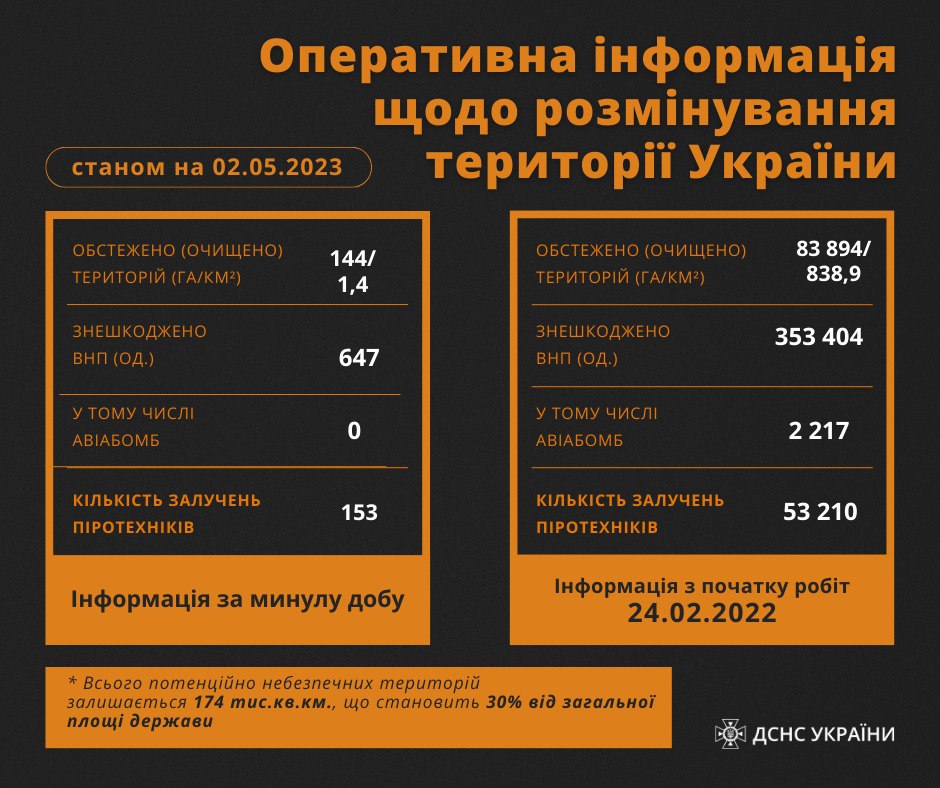 Оперативна інформація
щодо розмінування
території України
станом на 02.05.2023
ОБСТЕЖЕНО (ОЧИЩЕНО)
ТЕРИТОРІЙ (ГА/КМ²)
144/
1,4
ЗНЕШКОДЖЕНО
ВНП (ОД.)
647
У ТОМУ ЧИСЛІ
АВІАБОМБ
0
КІЛЬКІСТЬ ЗАЛУЧЕНЬ
ПІРОТЕХНІКІВ
153
Інформація за минулу добу
ОБСТЕЖЕНО (ОЧИЩЕНО)
ТЕРИТОРІЙ (ГА/КМ²)
83 894/
838,9
ЗНЕШКОДЖЕНО
ВНП (ОД.)
353 404
У ТОМУ ЧИСЛІ
АВІАБОМБ
2 217
КІЛЬКІСТЬ ЗАЛУЧЕНЬ
ПІРОТЕХНІКІВ
53 210
Інформація з початку робіт
24.02.2022
* Всього потенційно небезпечних територій
залишається 174 тис.кв.км., що становить 30% від загальної
площі держави
ДСНС УКРАЇНИ